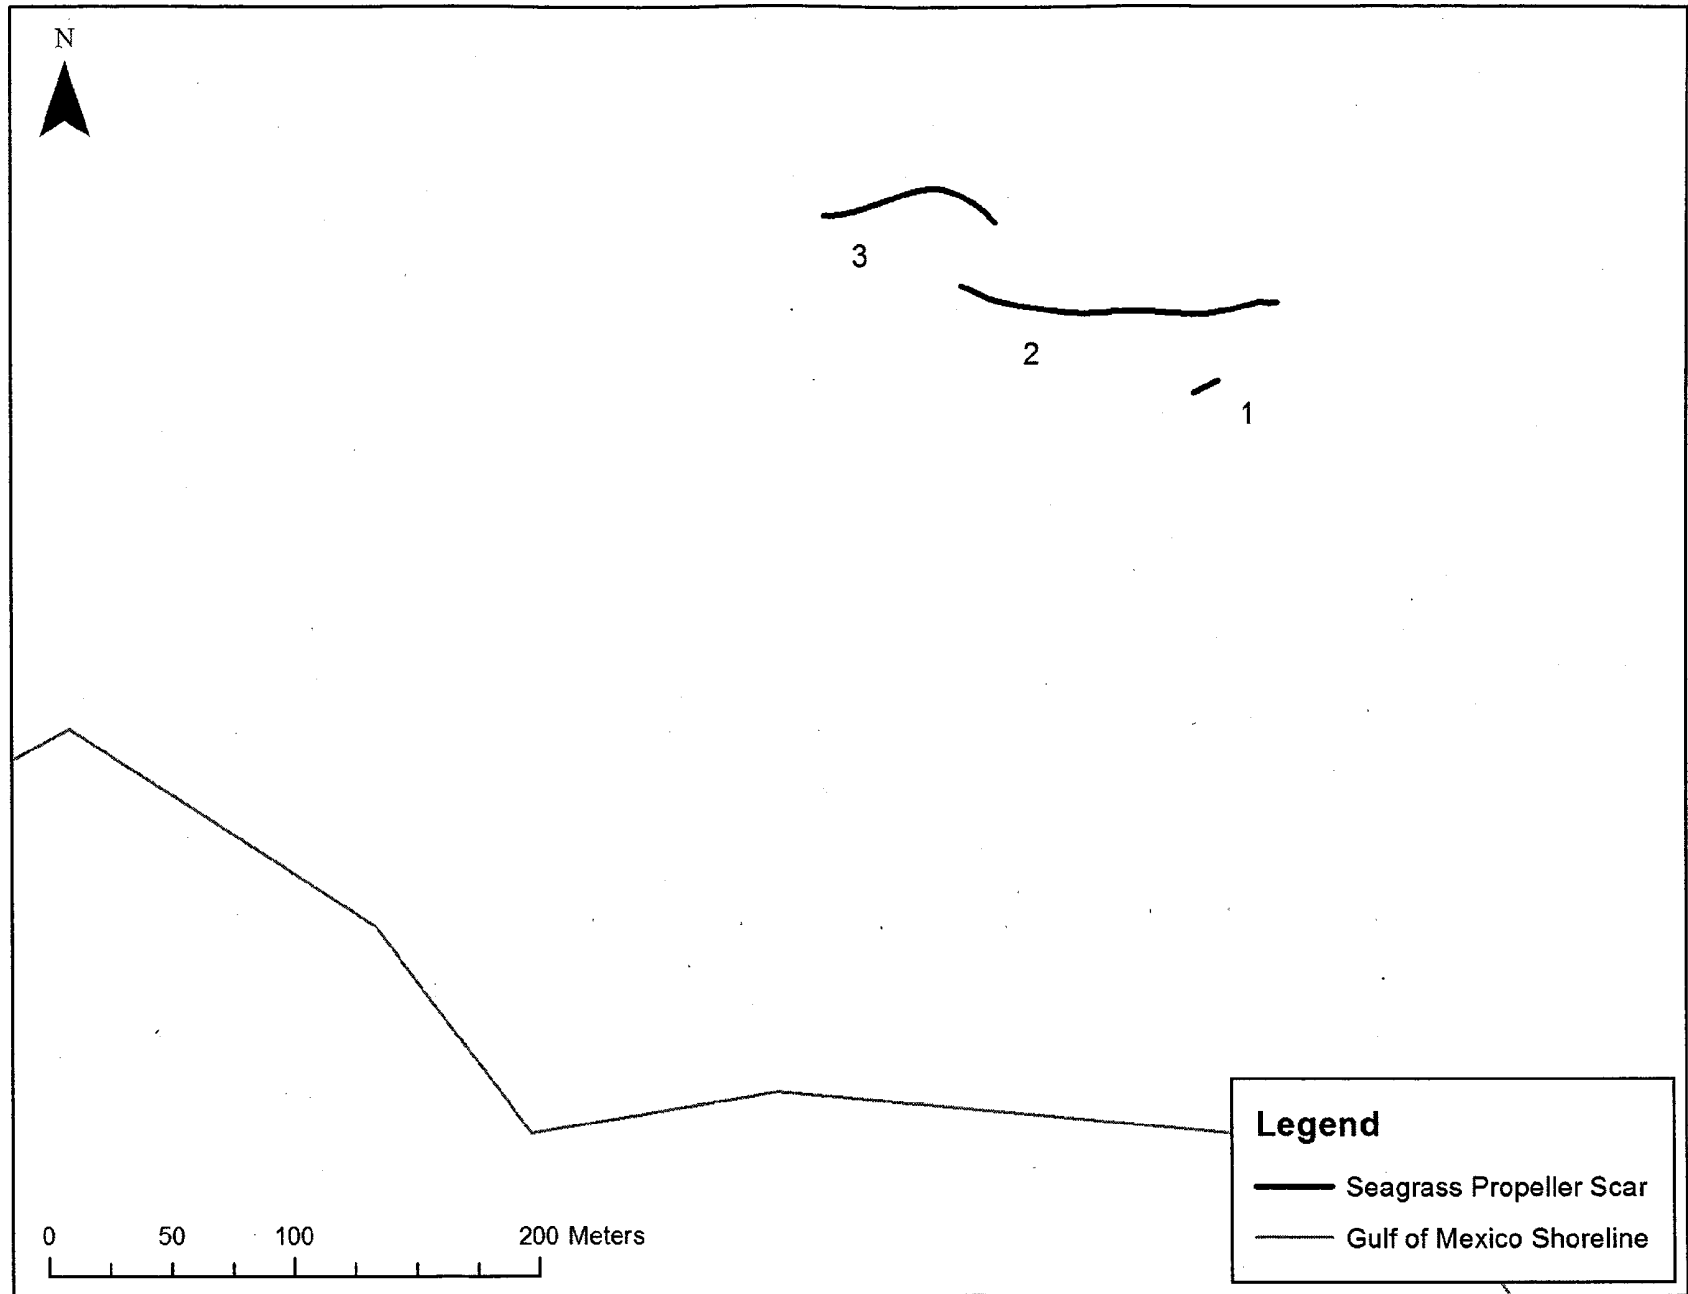 N
3
2
1
Legend
Seagrass Propeller Scar
Gulf of Mexico Shoreline
0 50 100 200 Meters